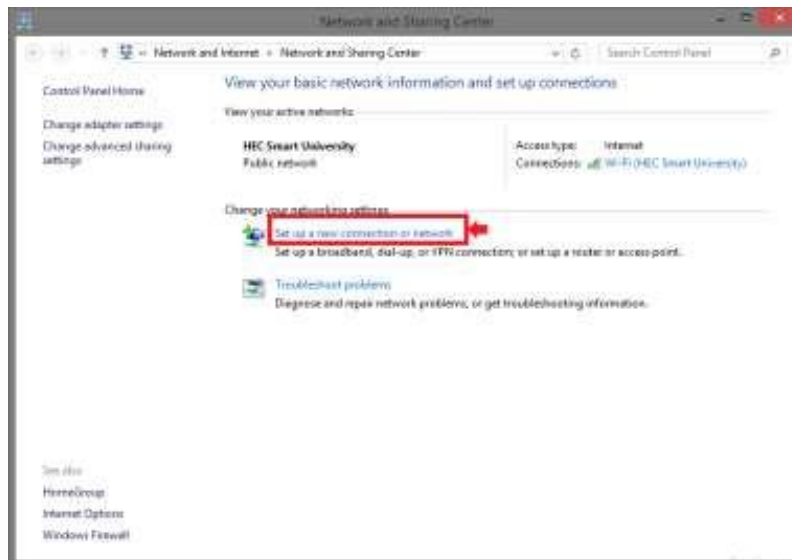 Network and Sharing Center
Network and Internet
Network and Sharing Center
Search Control Panel
Control Panel Home
Change adapter settings
Change advanced sharing
settings
View your basic network information and set up connections
View your active networks
HEC Smart University
Public network
Access type: Internet
Connections: Wi-Fi (HEC Smart University)
Change your networking settings
Set up a new connection or network
Set up a broadband, dial-up, or VPN connection; or set up a router or access point.
Troubleshoot problems
Diagnose and repair network problems, or get troubleshooting information.
See also
HomeGroup
Internet Options
Windows Firewall